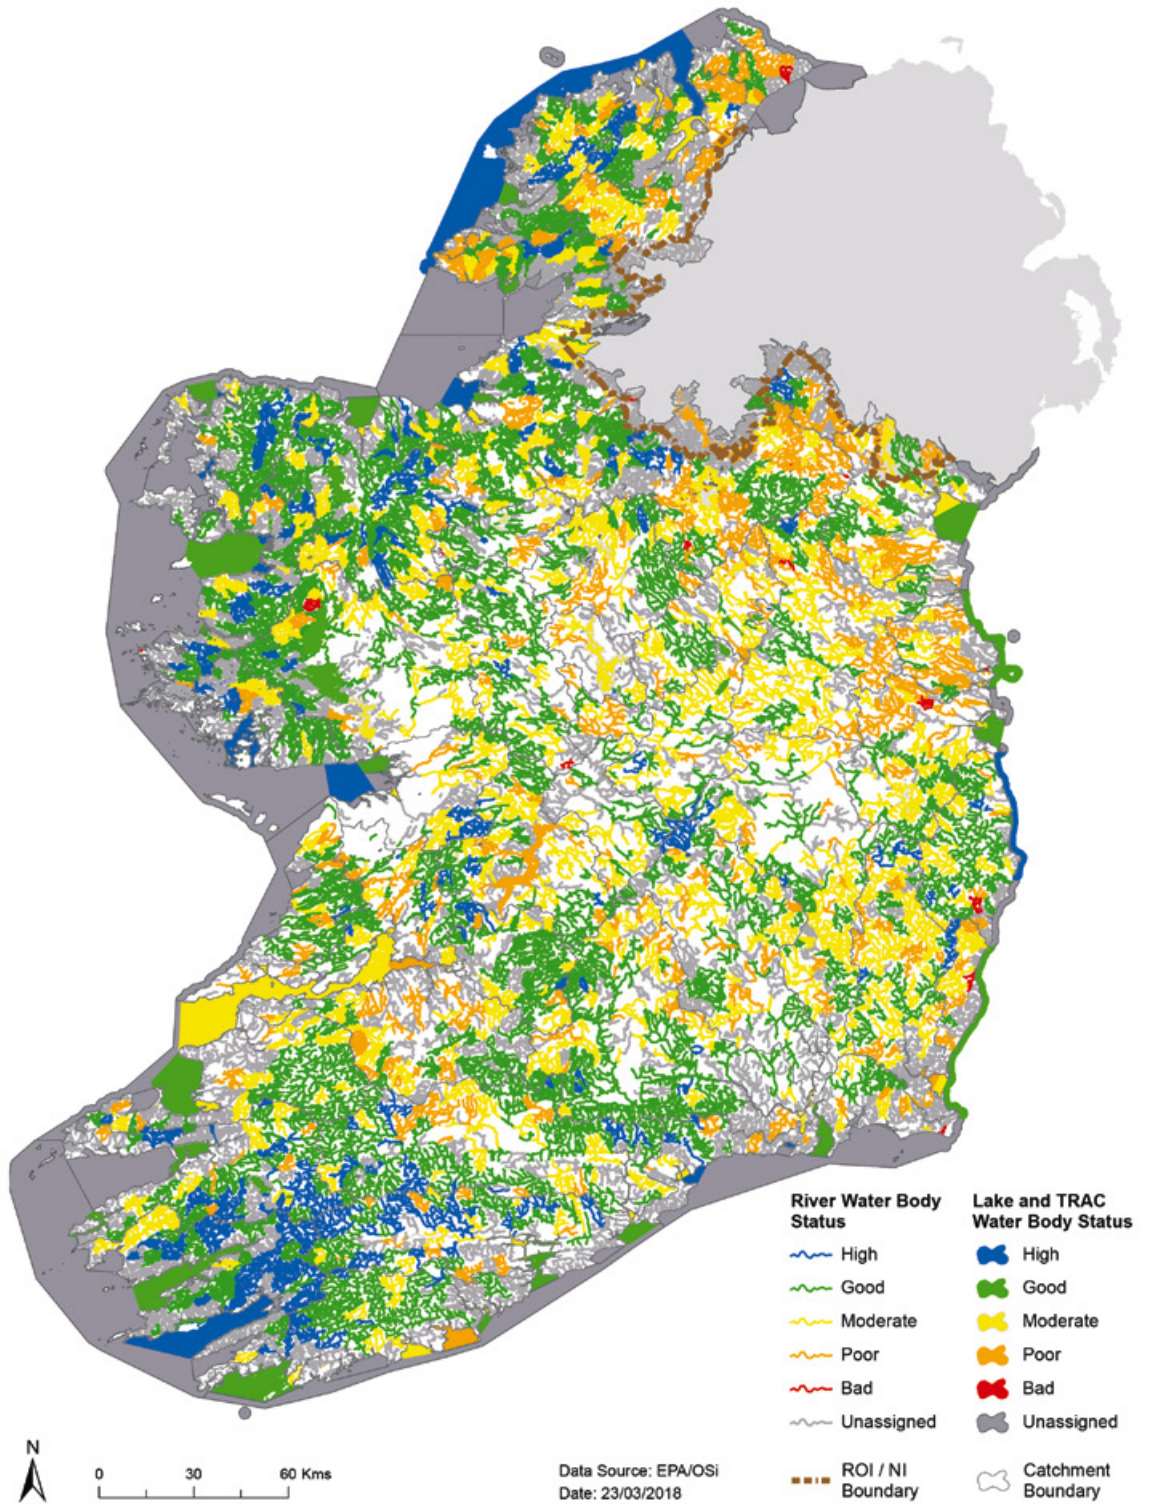 River Water Body
Status
High
Good
Moderate
Poor
Bad
Unassigned
ROI / NI
Boundary
Lake and TRAC
Water Body Status
High
Good
Moderate
Poor
Bad
Unassigned
Catchment
Boundary
N
0 30 60 Kms
Data Source: EPA/OSi
Date: 23/03/2018